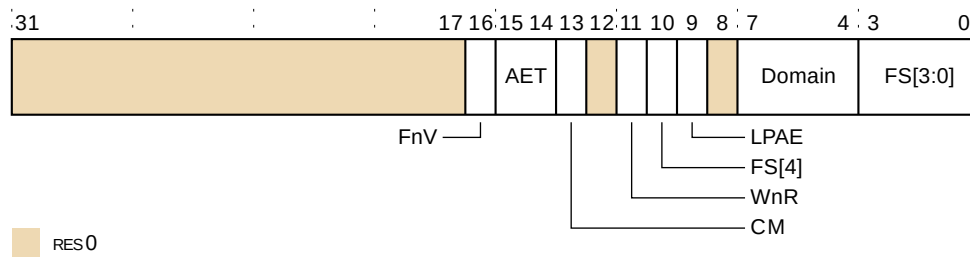 31 17 16 15 14 13 12 11 10 9 8 7 4 3 0
AET Domain FS[3:0]
FnV LPAE
FS[4]
WnR
CM
RES0